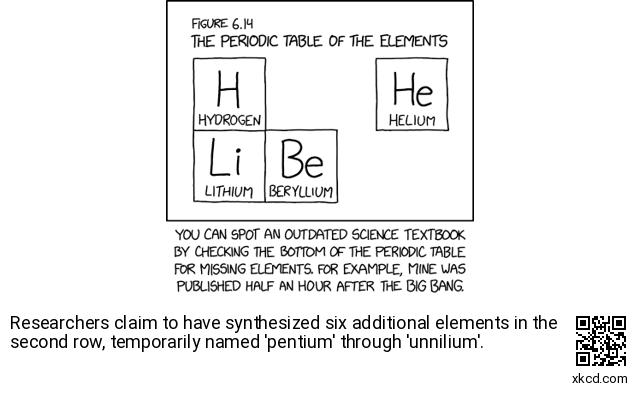 FIGURE 6.14
THE PERIODIC TABLE OF THE ELEMENTS
H
HYDROGEN
He
HELIUM
Li
LITHIUM
Be
BERYLLIUM
YOU CAN SPOT AN OUTDATED SCIENCE TEXTBOOK
BY CHECKING THE BOTTOM OF THE PERIODIC TABLE
FOR MISSING ELEMENTS. FOR EXAMPLE, MINE WAS
PUBLISHED HALF AN HOUR AFTER THE BIG BANG.
Researchers claim to have synthesized six additional elements in the
second row, temporarily named 'pentium' through 'unnilium'.
xkcd.com